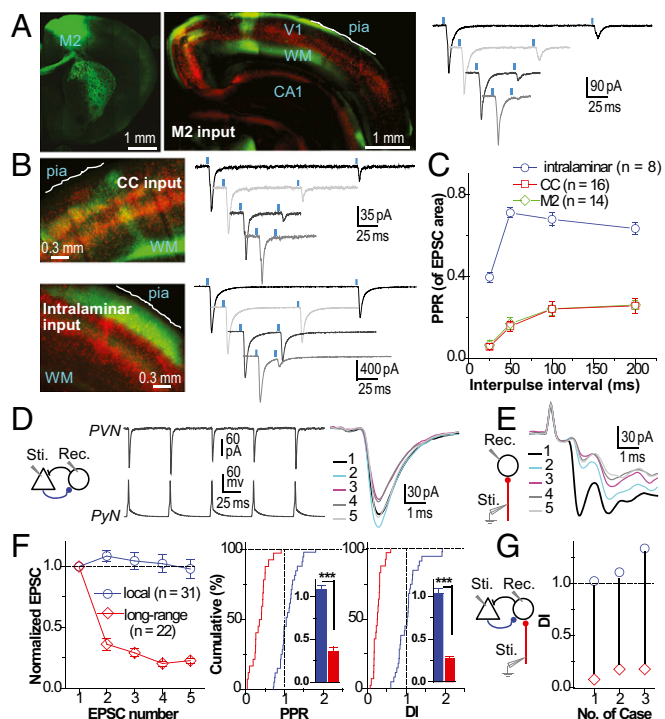 A
M2
1 mm
V1
pia
WM
CA1
M2 input
1 mm
90 pA
25 ms
B
pia
CC input
WM
0.3 mm
35 pA
25 ms
Intralaminar
input
pia
WM
0.3 mm
400 pA
25 ms
C
intralaminar (n = 8)
CC (n = 16)
M2 (n = 14)
PPR (of EPSC area)
0.8
0.4
0.0
0 50 100 150 200
Interpulse interval (ms)
D
Sti. Rec.
PVN
60
pA
60
mv
25 ms
PyN
1
2
3
4
5
30 pA
1 ms
E
Rec.
Sti.
30 pA
1 ms
1
2
3
4
5
F
Normalized EPSC
1.0
0.5
0.0
local (n = 31)
long-range
(n = 22)
1 2 3 4 5
EPSC number
Cumulative (%)
100
50
0
***
1.0
0.5
0.0
0 1 2
PPR
100
50
0
***
1.0
0.5
0.0
0 1 2
DI
G
Sti. Rec.
Sti.
DI
1.0
0.5
0.0
1 2 3
No. of Case